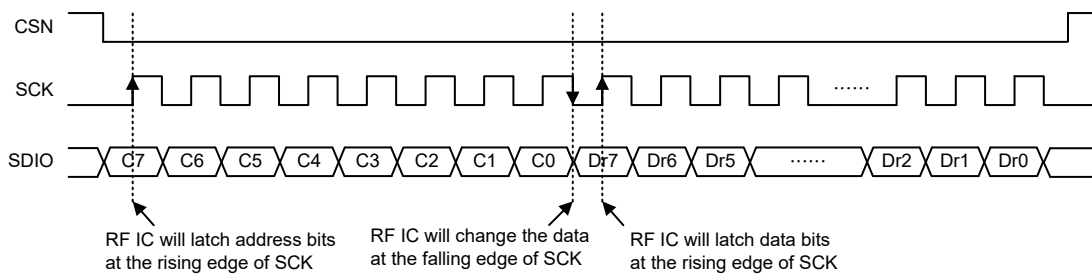 CSN
SCK
······
SDIO
C7 C6 C5 C4 C3 C2 C1 C0 Dr7 Dr6 Dr5 ······ Dr2 Dr1 Dr0
RF IC will latch address bits
at the rising edge of SCK
RF IC will change the data
at the falling edge of SCK
RF IC will latch data bits
at the rising edge of SCK